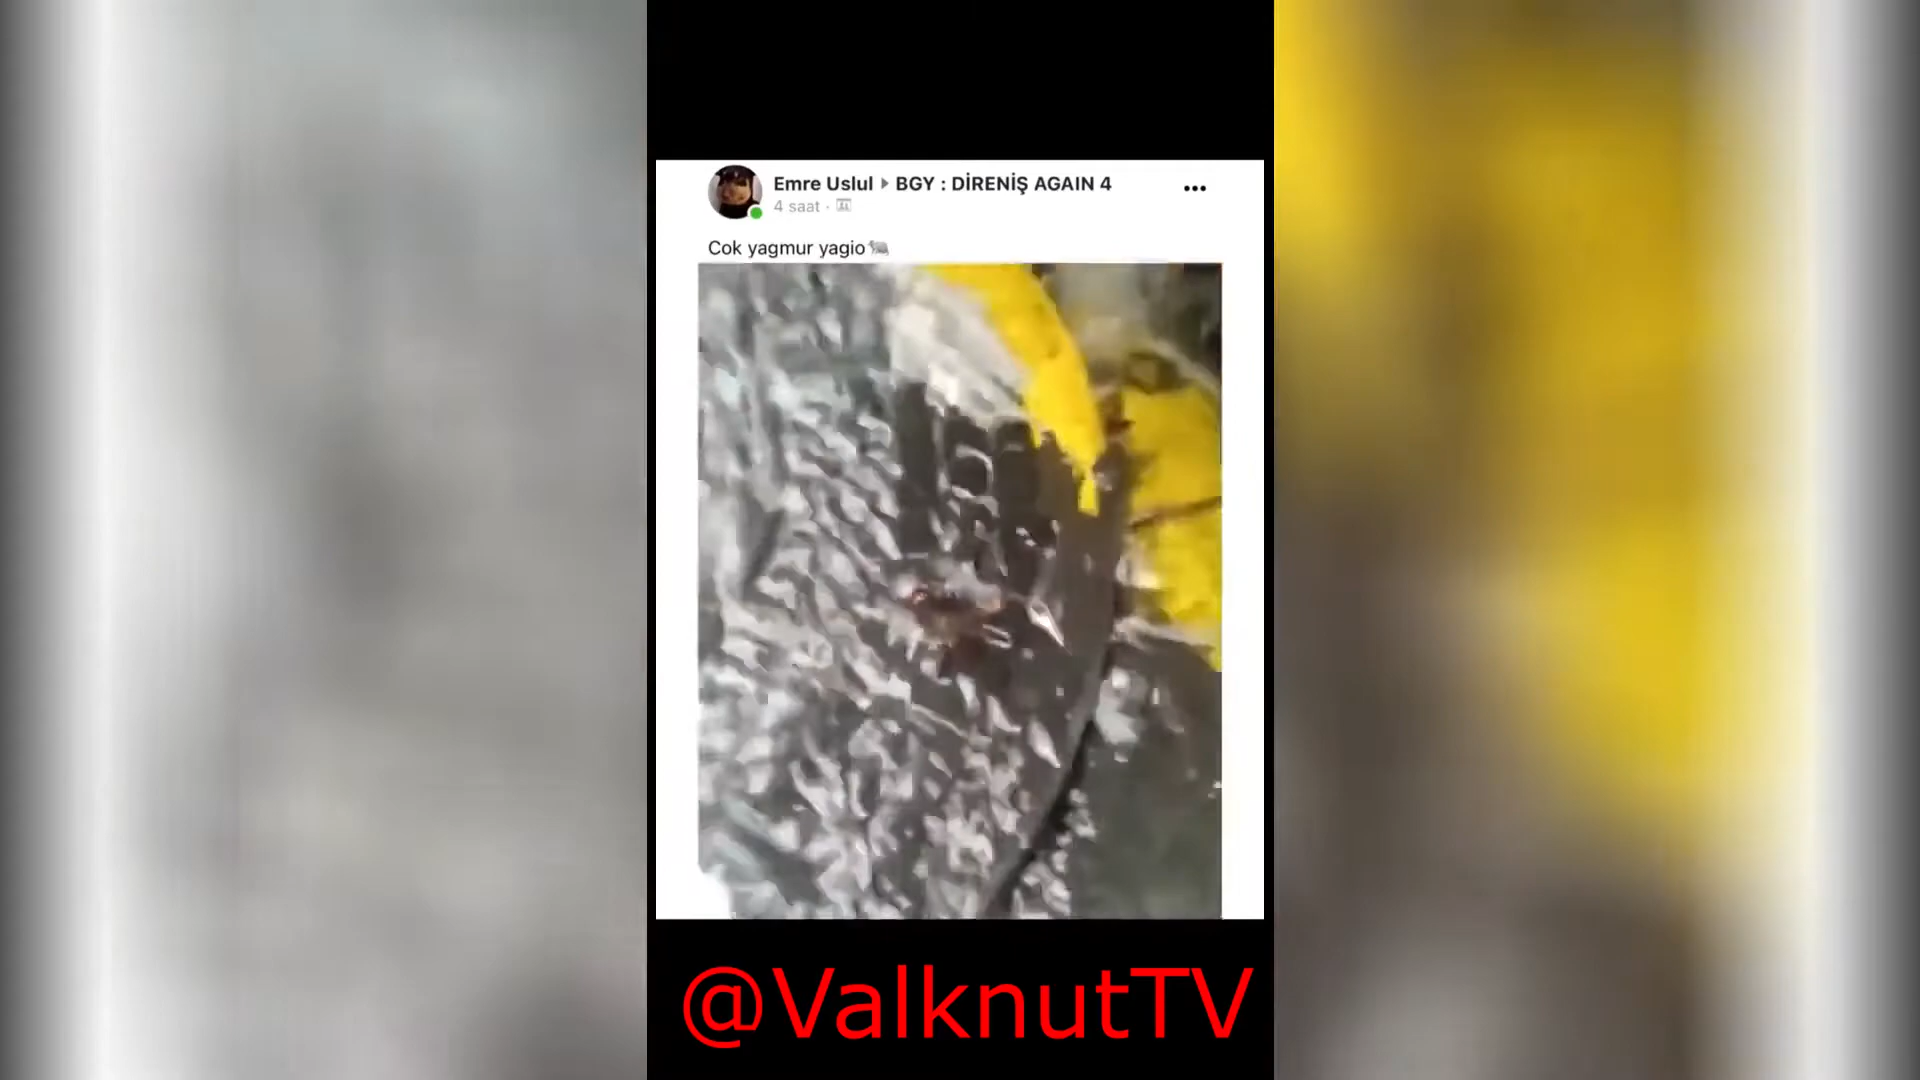 Emre Uslul ▸ BGY : DİRENİŞ AGAIN 4
4 saat ·
Cok yagmur yagio🐃
@ValknutTV